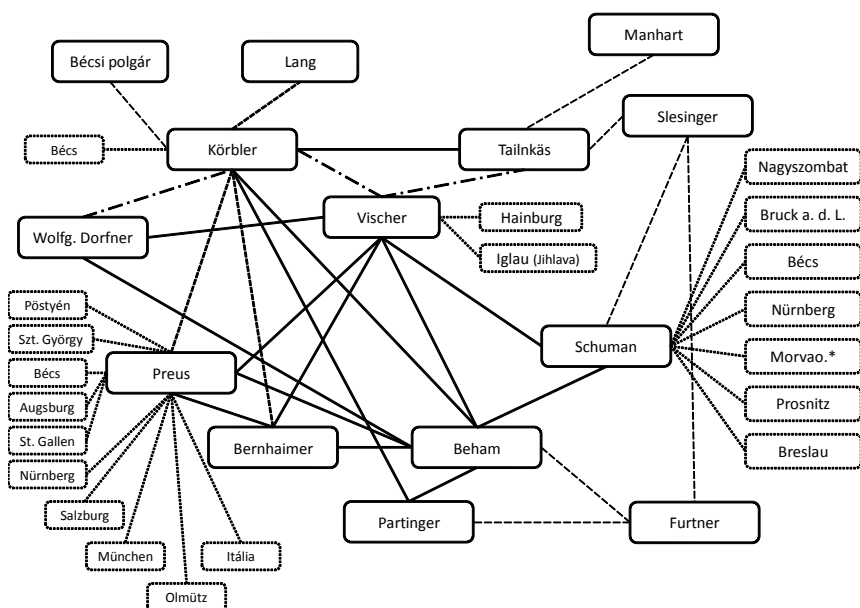 Manhart
Bécsi polgár
Lang
Slesinger
Bécs
Körbler
Tailnkäs
Nagyszombat
Vischer
Hainburg
Bruck a. d. L.
Wolfg. Dorfner
Iglau (Jihlava)
Bécs
Pöstyén
Nürnberg
Szt. György
Schuman
Morvao.*
Bécs
Preus
Augsburg
Prosnitz
St. Gallen
Bernhaimer
Beham
Breslau
Nürnberg
Salzburg
Partinger
Furtner
München
Itália
Olmütz